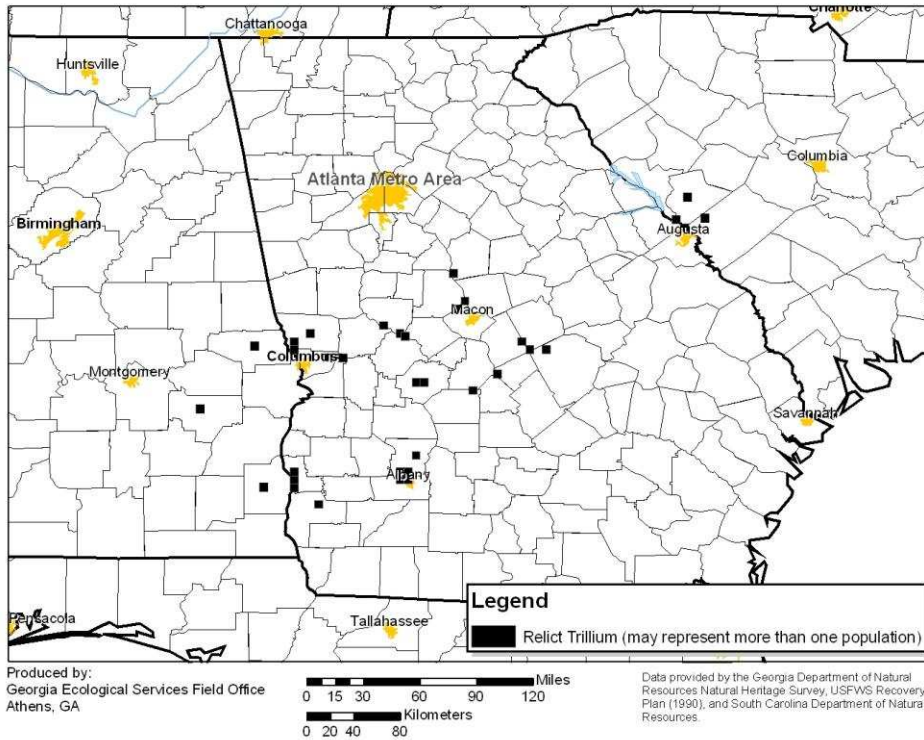 Chattanooga
Charlotte
Huntsville
Columbia
Atlanta Metro Area
Birmingham
Augusta
Macon
Columbus
Montgomery
Savannah
Albany
Legend
Relict Trillium (may represent more than one population)
Pensacola
Tallahassee
Produced by:
Georgia Ecological Services Field Office
Athens, GA
Miles
0 15 30 60 90 120
Kilometers
0 20 40 80
Data provided by the Georgia Department of Natural
Resources Natural Heritage Survey, USFWS Recovery
Plan (1990), and South Carolina Department of Natura
Resources.